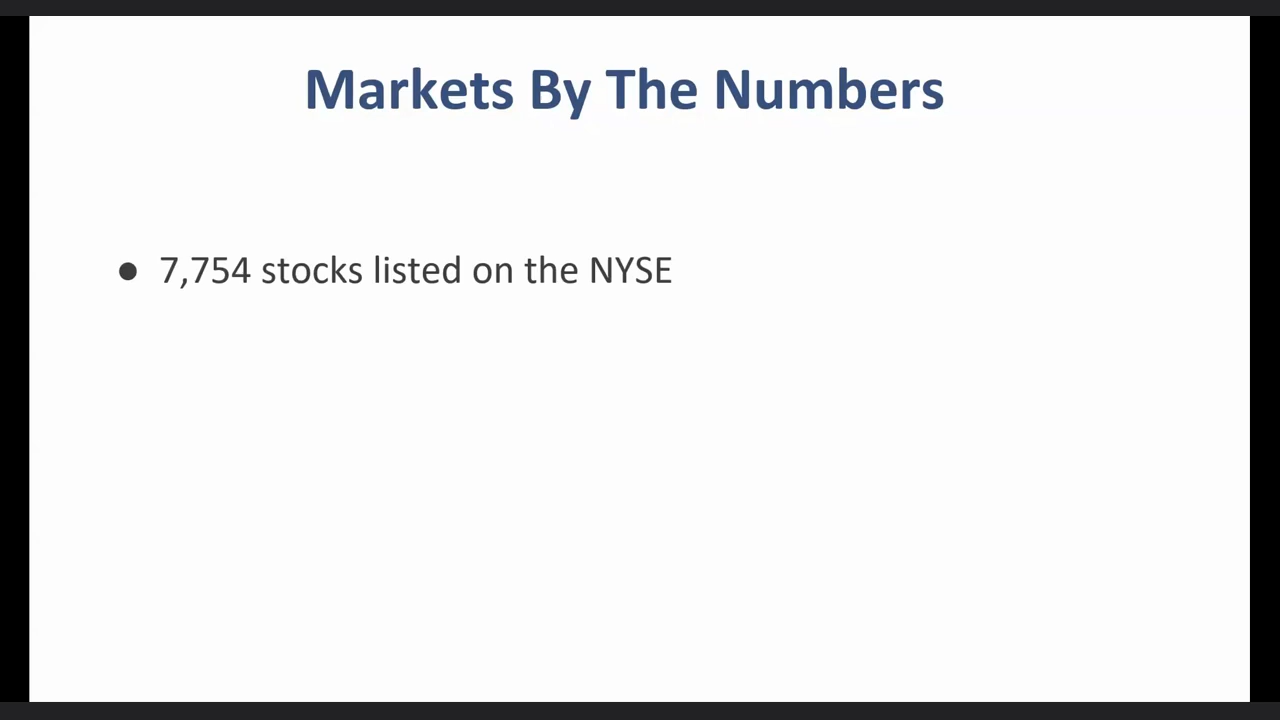 Markets By The Numbers
● 7,754 stocks listed on the NYSE